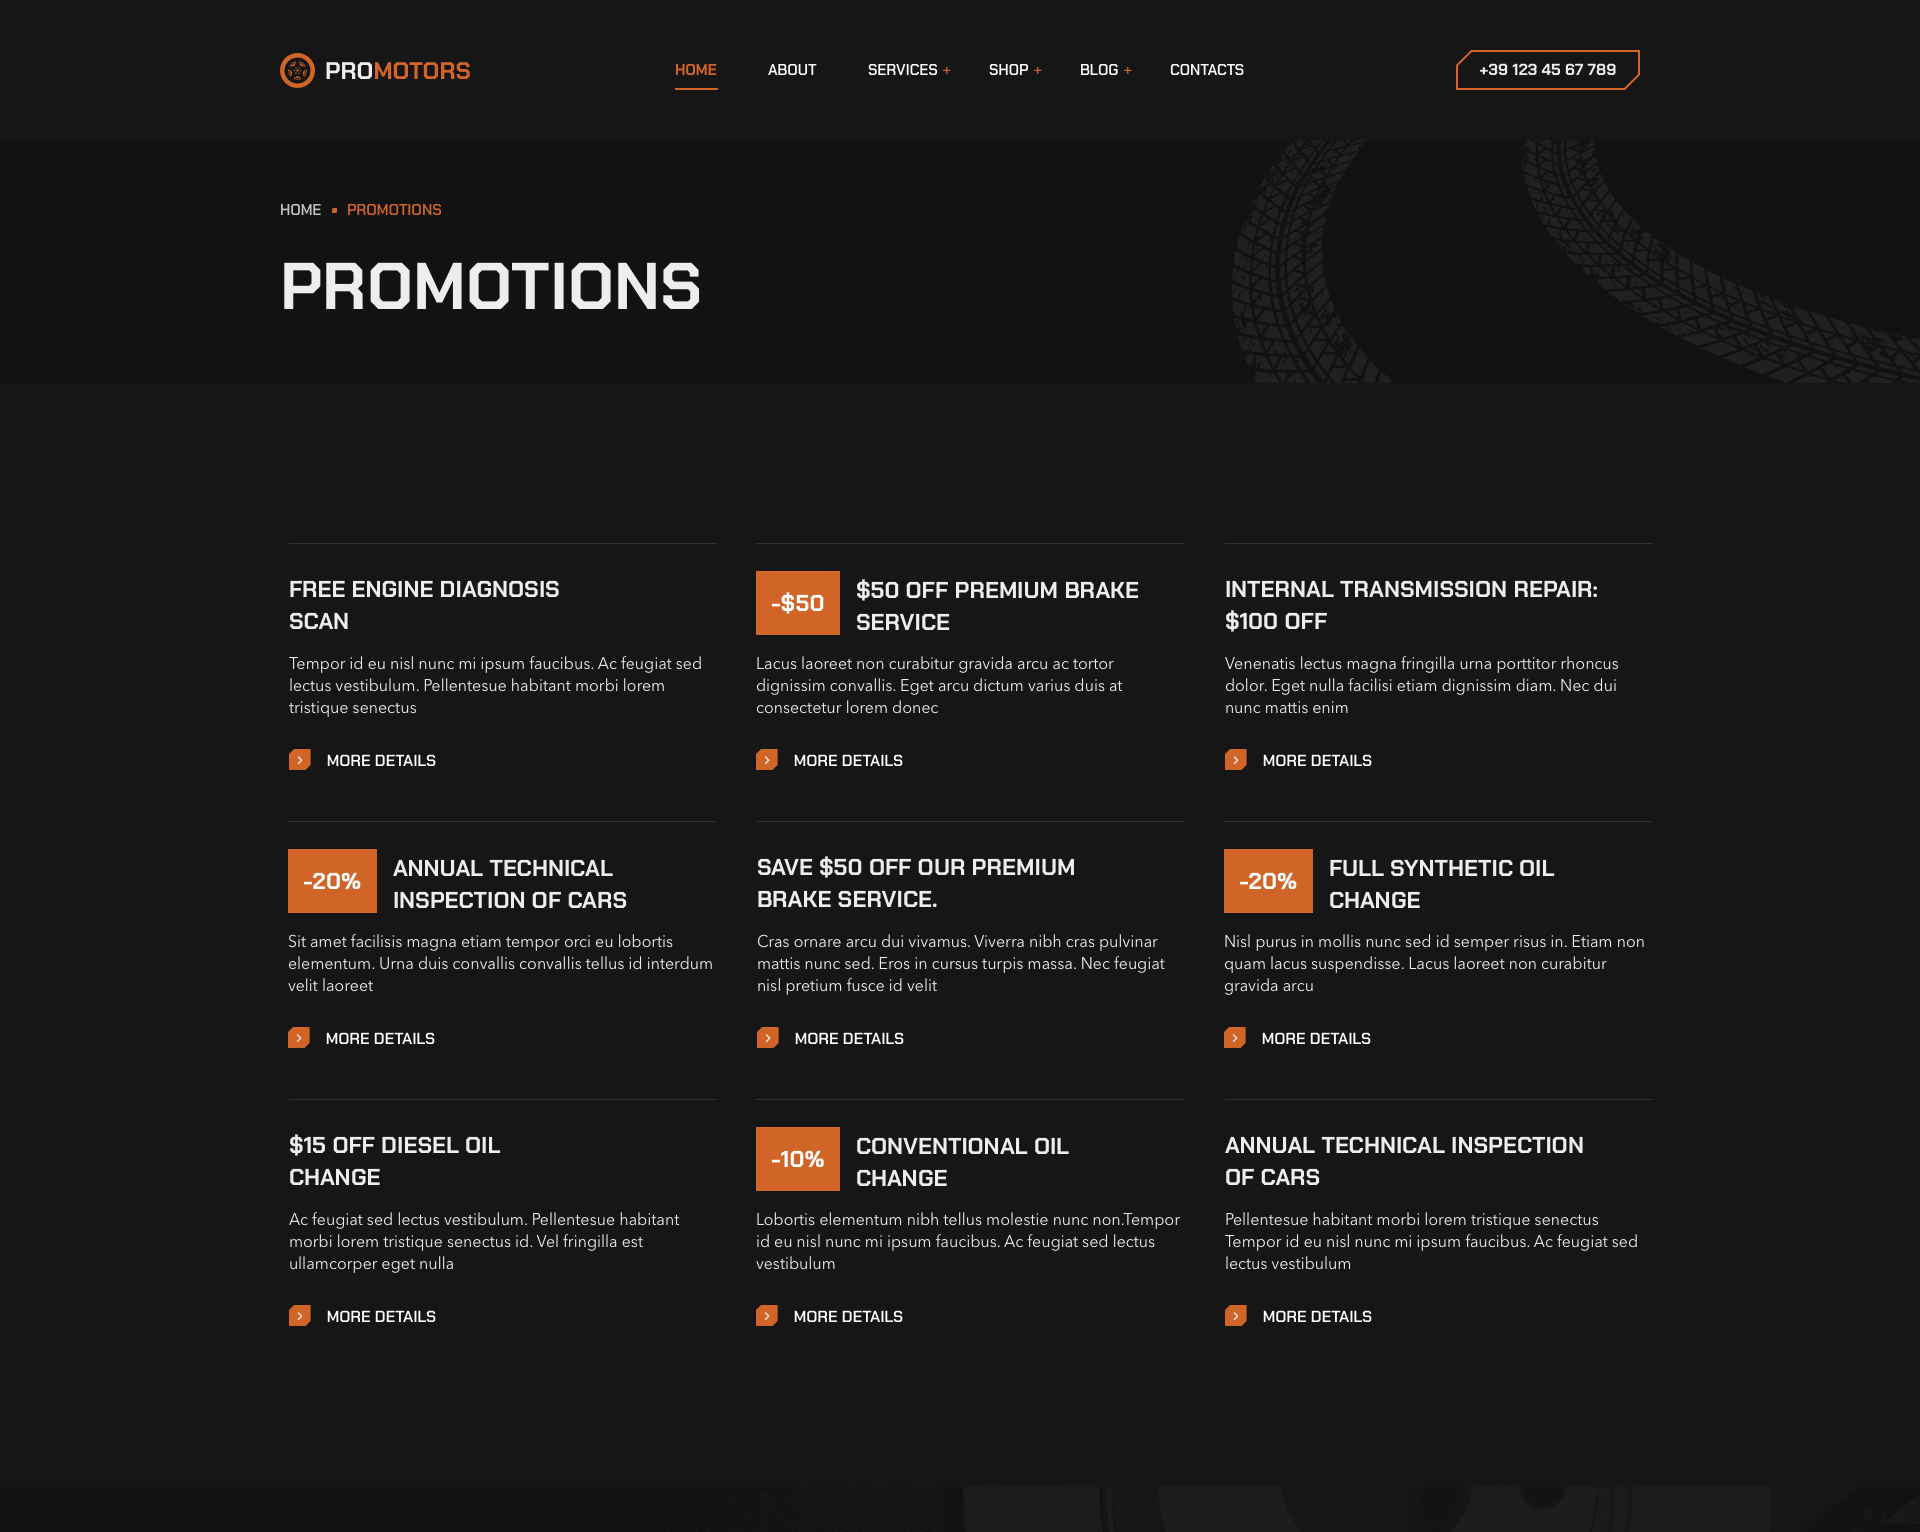 PROMOTORS
HOME
ABOUT
SERVICES +
SHOP +
BLOG +
CONTACTS
+39 123 45 67 789
HOME
PROMOTIONS
PROMOTIONS
FREE ENGINE DIAGNOSIS
SCAN
Tempor id eu nisl nunc mi ipsum faucibus. Ac feugiat sed
lectus vestibulum. Pellentesue habitant morbi lorem
tristique senectus
MORE DETAILS
-$50
$50 OFF PREMIUM BRAKE
SERVICE
Lacus laoreet non curabitur gravida arcu ac tortor
dignissim convallis. Eget arcu dictum varius duis at
consectetur lorem donec
MORE DETAILS
INTERNAL TRANSMISSION REPAIR:
$100 OFF
Venenatis lectus magna fringilla urna porttitor rhoncus
dolor. Eget nulla facilisi etiam dignissim diam. Nec dui
nunc mattis enim
MORE DETAILS
-20%
ANNUAL TECHNICAL
INSPECTION OF CARS
Sit amet facilisis magna etiam tempor orci eu lobortis
elementum. Urna duis convallis convallis tellus id interdum
velit laoreet
MORE DETAILS
SAVE $50 OFF OUR PREMIUM
BRAKE SERVICE.
Cras ornare arcu dui vivamus. Viverra nibh cras pulvinar
mattis nunc sed. Eros in cursus turpis massa. Nec feugiat
nisl pretium fusce id velit
MORE DETAILS
-20%
FULL SYNTHETIC OIL
CHANGE
Nisl purus in mollis nunc sed id semper risus in. Etiam non
quam lacus suspendisse. Lacus laoreet non curabitur
gravida arcu
MORE DETAILS
$15 OFF DIESEL OIL
CHANGE
Ac feugiat sed lectus vestibulum. Pellentesue habitant
morbi lorem tristique senectus id. Vel fringilla est
ullamcorper eget nulla
MORE DETAILS
-10%
CONVENTIONAL OIL
CHANGE
Lobortis elementum nibh tellus molestie nunc non.Tempor
id eu nisl nunc mi ipsum faucibus. Ac feugiat sed lectus
vestibulum
MORE DETAILS
ANNUAL TECHNICAL INSPECTION
OF CARS
Pellentesue habitant morbi lorem tristique senectus
Tempor id eu nisl nunc mi ipsum faucibus. Ac feugiat sed
lectus vestibulum
MORE DETAILS